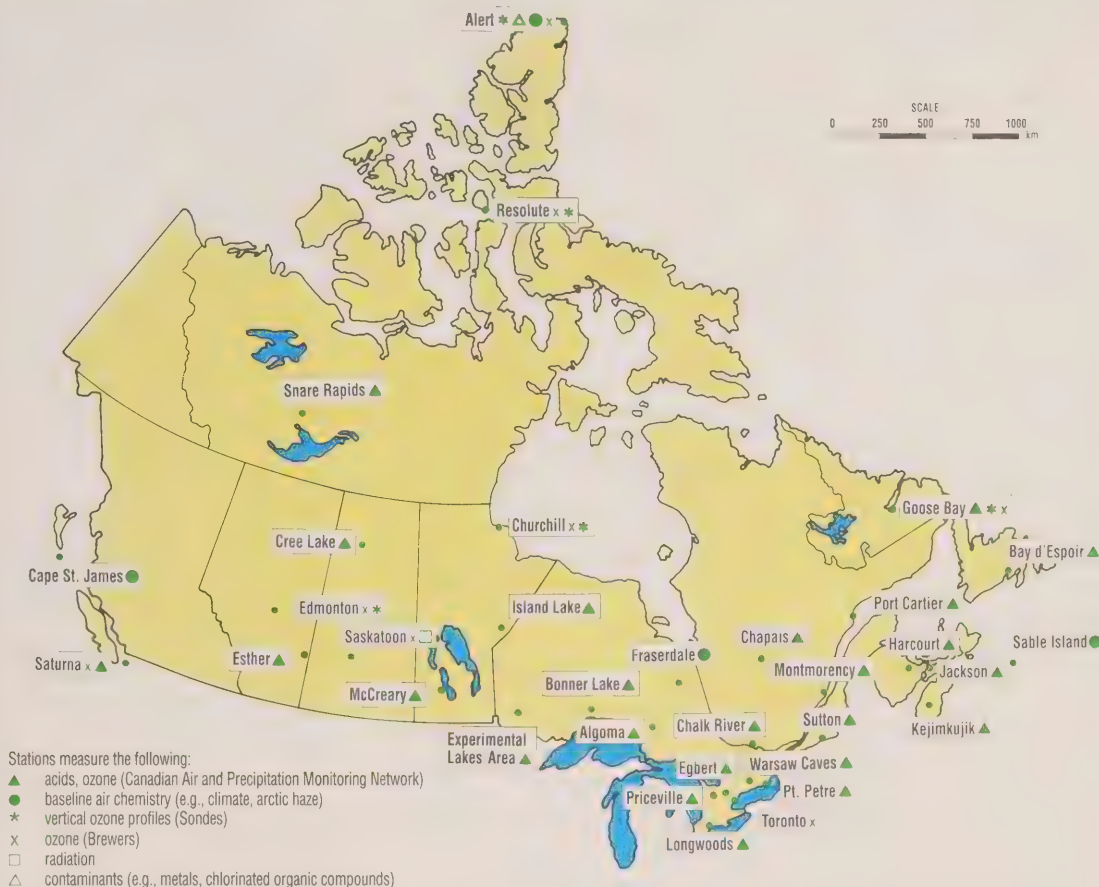 Alert * △ ● x
SCALE
0 250 500 750 1000
km
Resolute x *
Snare Rapids ▲
Churchill x *
Goose Bay ▲ * x
Cree Lake ▲
Bay d'Espoir ▲
Cape St. James ●
Edmonton x *
Island Lake ▲
Port Cartier ▲
Saskatoon x □
Chapais ▲
Harcourt ▲
Sable Island ●
Saturna x ▲
Esther ▲
Fraserdale ●
Montmorency ▲
Jackson ▲
McCreary ▲
Bonner Lake ▲
Kejimkujik ▲
Experimental
Lakes Area ▲
Algoma ▲
Chalk River ▲
Sutton ▲
Egbert ▲
Warsaw Caves ▲
Priceville ▲
Pt. Petre ▲
Toronto x
Longwoods ▲
Stations measure the following:
▲ acids, ozone (Canadian Air and Precipitation Monitoring Network)
● baseline air chemistry (e.g., climate, arctic haze)
* vertical ozone profiles (Sondes)
x ozone (Brewers)
□ radiation
△ contaminants (e.g., metals, chlorinated organic compounds)